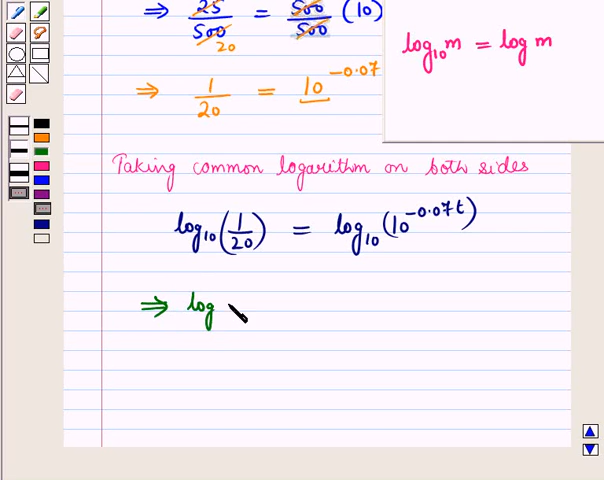 ⇒ 25/500 = 500/500 (10)
20
log₁₀m = log m
⇒ 1/20 = 10^-0.07
Taking common logarithm on both sides
log₁₀(1/20) = log₁₀(10^-0.07t)
⇒ log